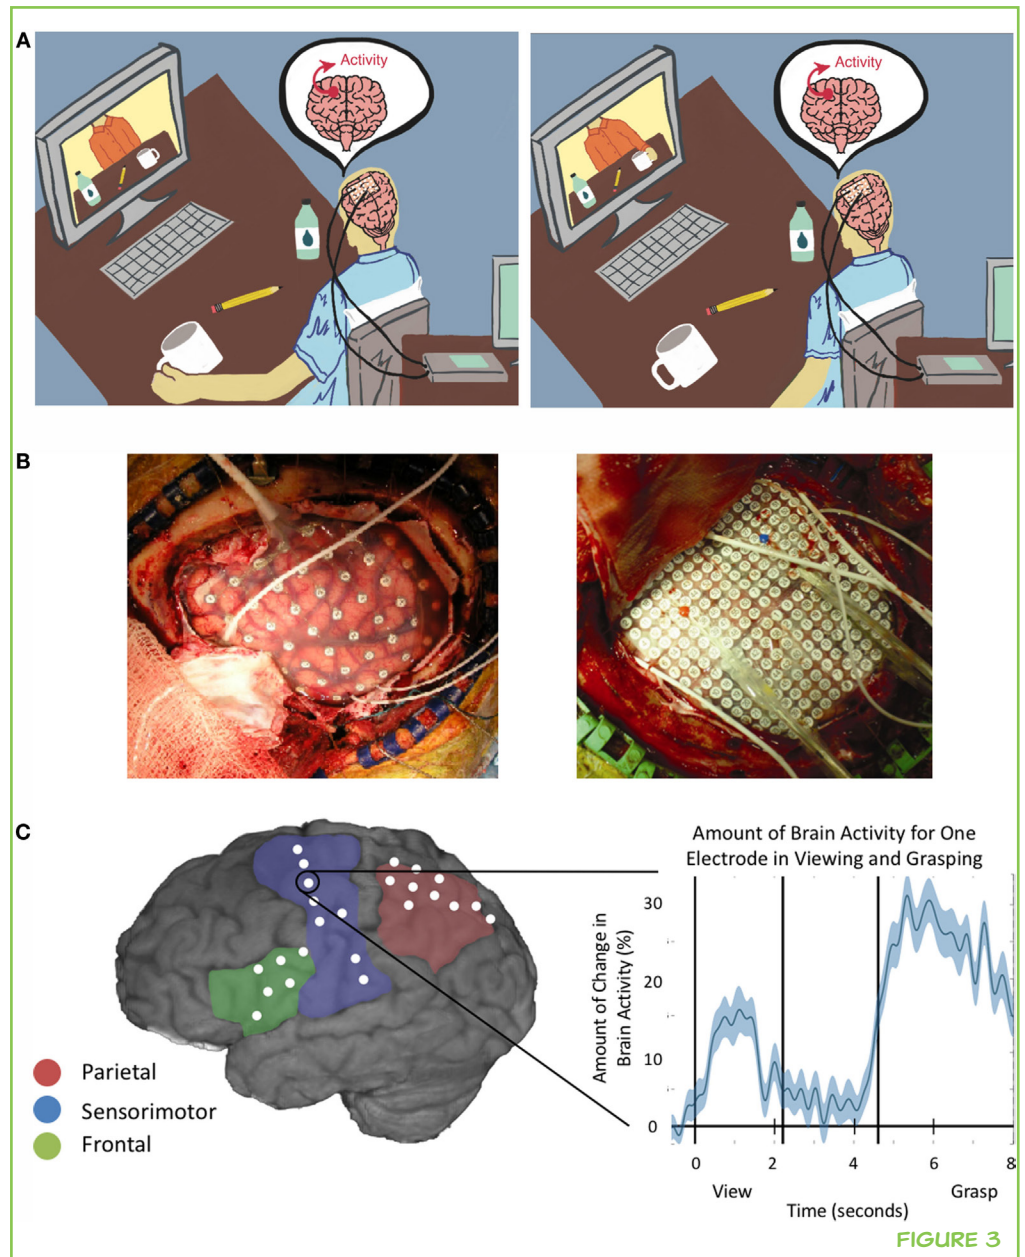 A
Activity
Activity
B
C
Parietal
Sensorimotor
Frontal
Amount of Brain Activity for One
Electrode in Viewing and Grasping
Amount of Change in
Brain Activity (%)
30
20
10
0
0 2 4 6 8
View Grasp
Time (seconds)
FIGURE 3